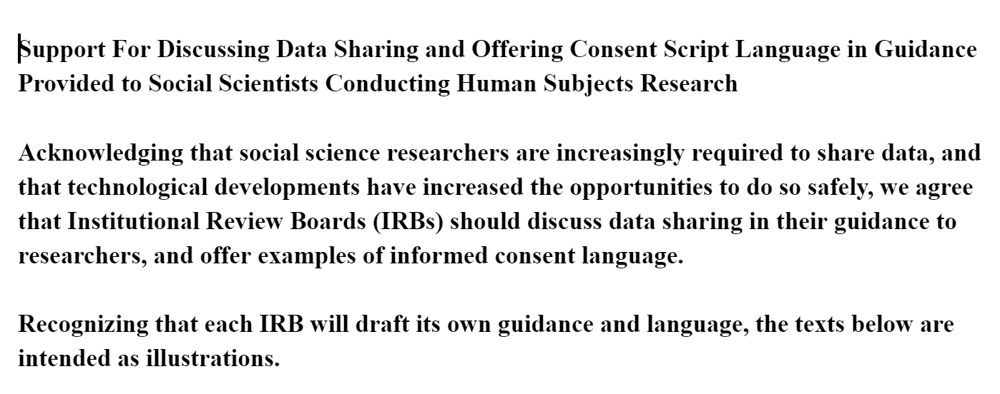 Support For Discussing Data Sharing and Offering Consent Script Language in Guidance
Provided to Social Scientists Conducting Human Subjects Research
Acknowledging that social science researchers are increasingly required to share data, and
that technological developments have increased the opportunities to do so safely, we agree
that Institutional Review Boards (IRBs) should discuss data sharing in their guidance to
researchers, and offer examples of informed consent language.
Recognizing that each IRB will draft its own guidance and language, the texts below are
intended as illustrations.